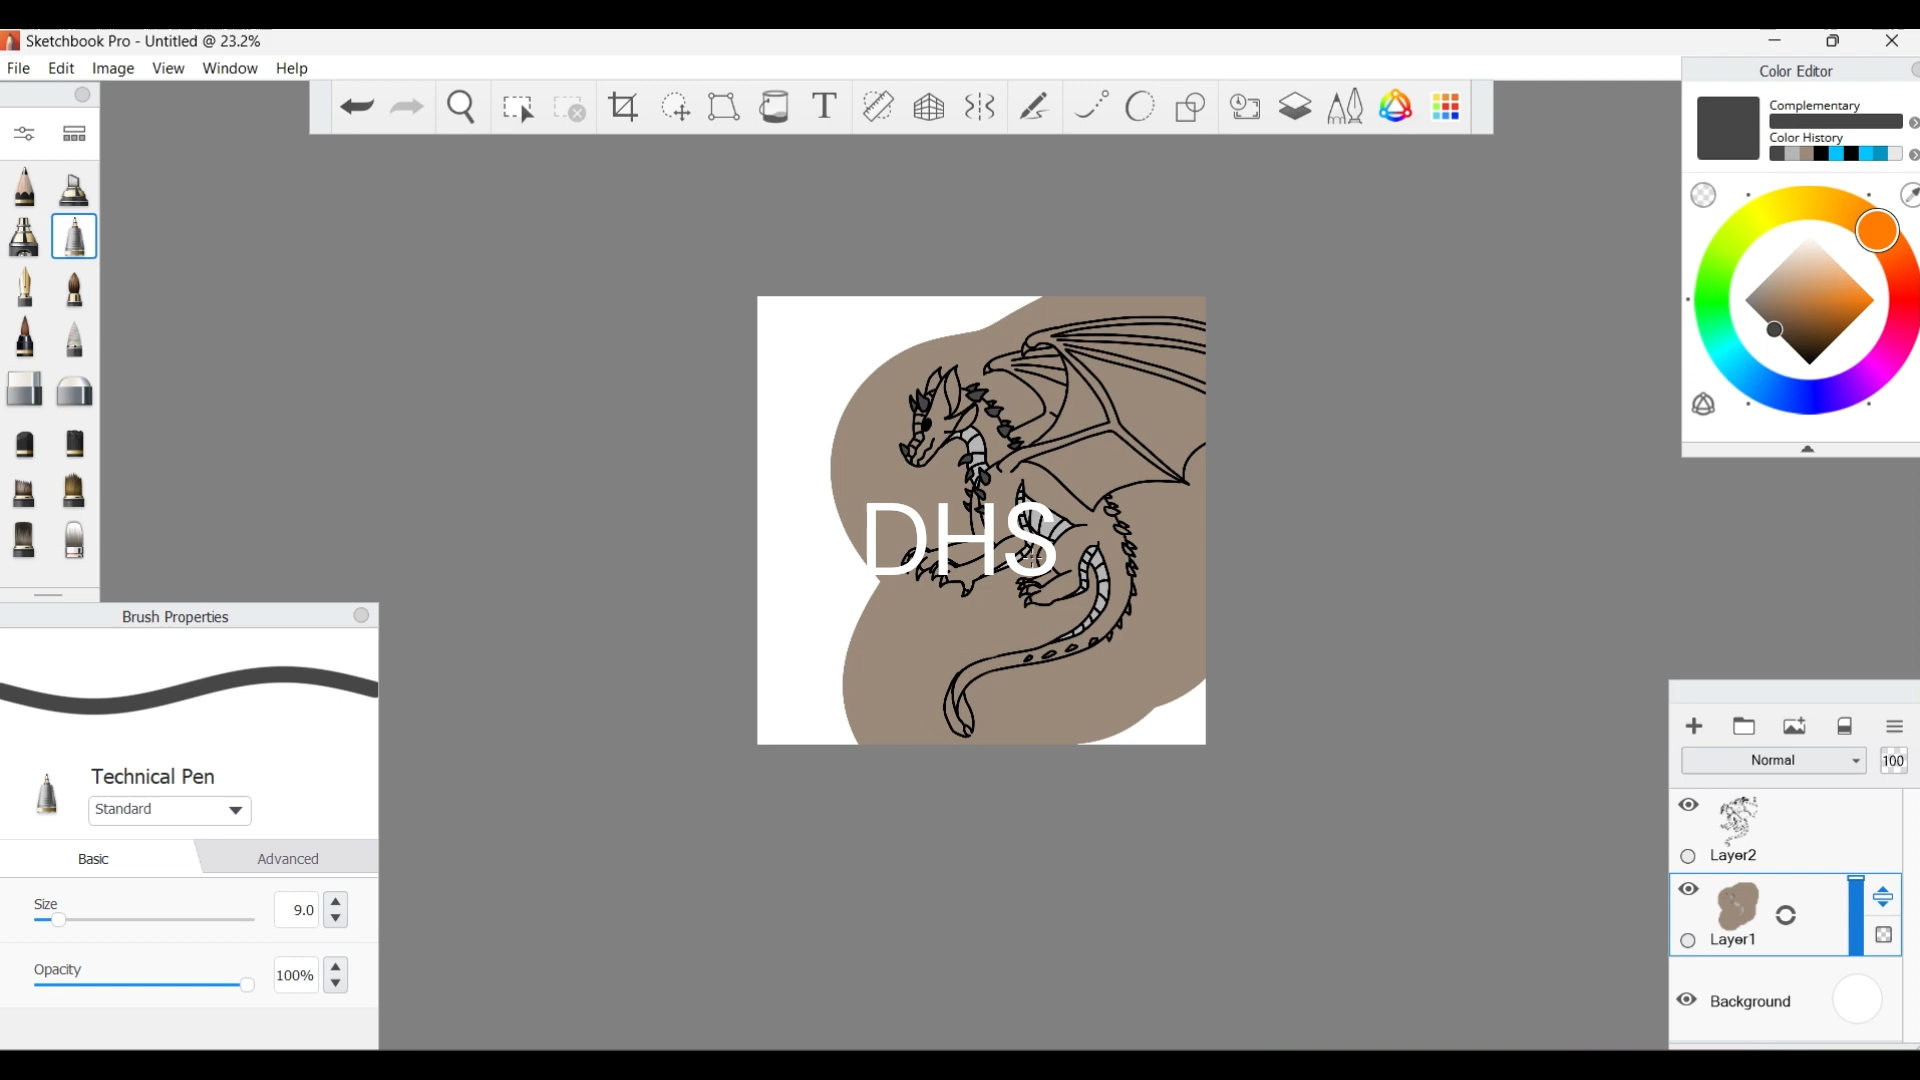 Sketchbook Pro - Untitled @ 23.2%
File Edit Image View Window Help
Color Editor
Complementary
Color History
DHS
Brush Properties
Technical Pen
Standard
Basic Advanced
Size 9.0
Opacity 100%
Normal 100
Layer2
Layer1
Background